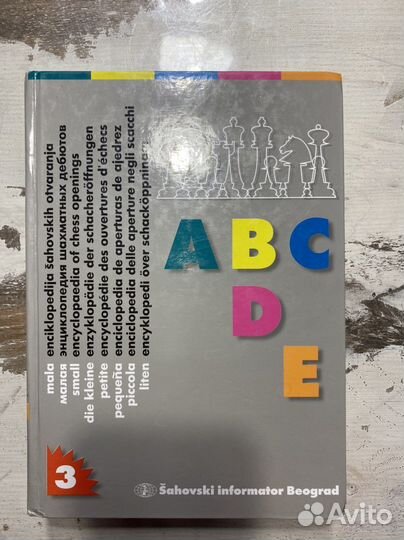 mala enciklopedija šahovskih otvaranja
малая энциклопедия шахматных дебютов
small encyclopaedia of chess openings
die kleine enzyklopädie der schacheröffnungen
petite encyclopédie des ouvertures d'échecs
pequeña enciclopedia de aperturas de ajedrez
piccola enciclopedia delle aperture negli scacchi
liten encyklopedi över
A B C
D
E
3
Šahovski informator Beograd
Avito